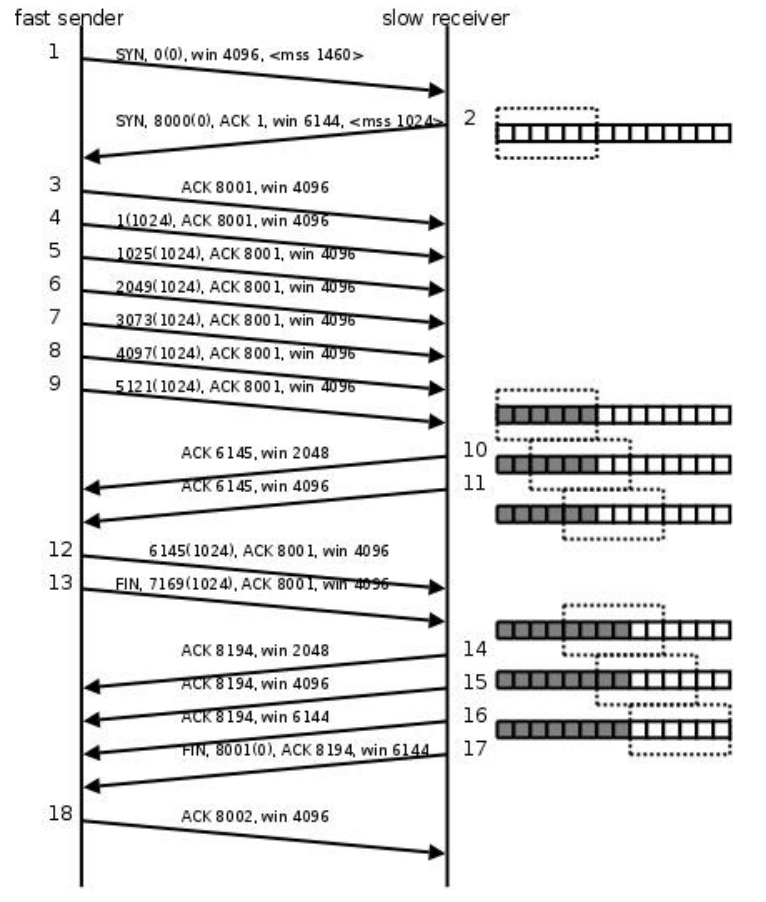 fast sender
slow receiver
1
SYN, 0(0), win 4096, <mss 1460>
SYN, 8000(0), ACK 1, win 6144, <mss 1024>
2
3
ACK 8001, win 4096
4
1(1024), ACK 8001, win 4096
5
1025(1024), ACK 8001, win 4096
6
2049(1024), ACK 8001, win 4096
7
3073(1024), ACK 8001, win 4096
8
4097(1024), ACK 8001, win 4096
9
5121(1024), ACK 8001, win 4096
ACK 6145, win 2048
10
ACK 6145, win 4096
11
12
6145(1024), ACK 8001, win 4096
13
FIN, 7169(1024), ACK 8001, win 4096
ACK 8194, win 2048
14
ACK 8194, win 4096
15
ACK 8194, win 6144
16
FIN, 8001(0), ACK 8194, win 6144
17
18
ACK 8002, win 4096